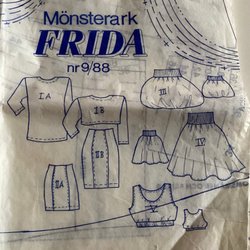 Mönsterark
FRIDA
nr 9/88
IA
IB
III
IIA
IIB
IV